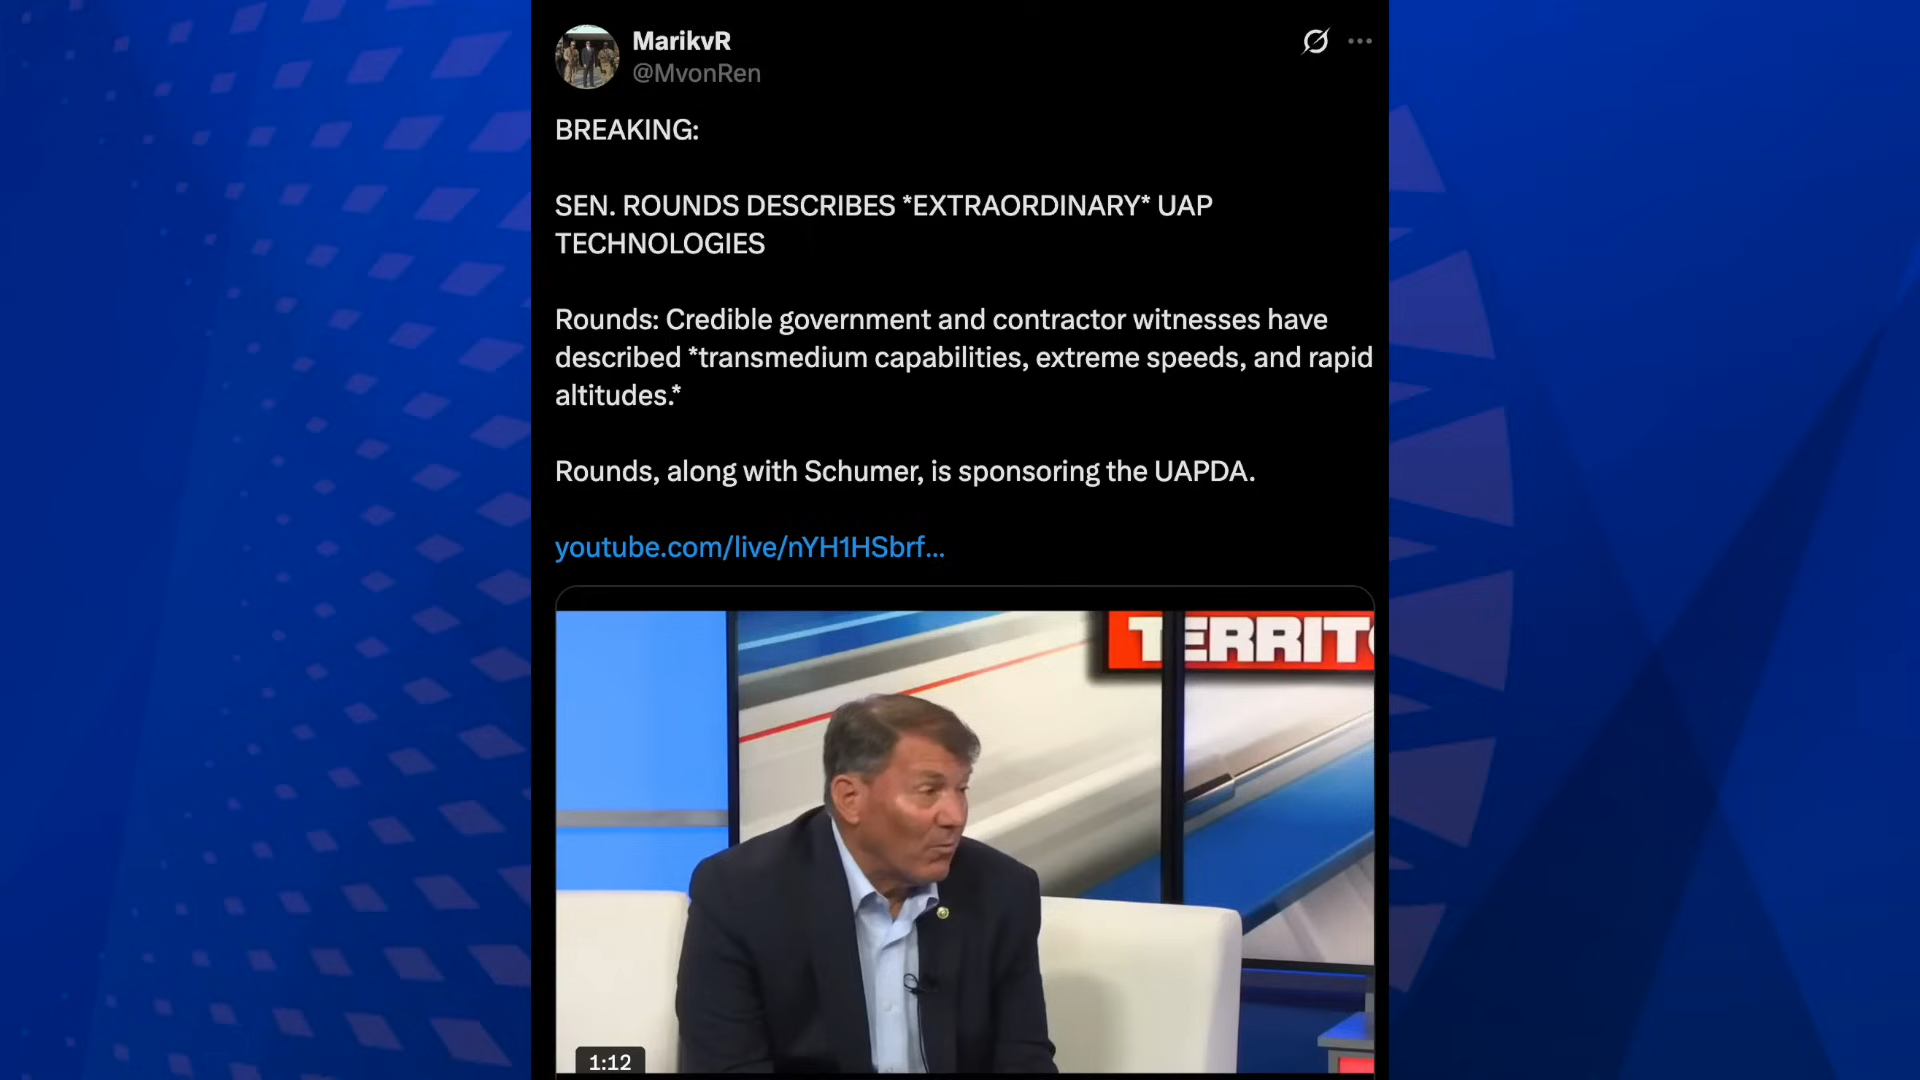 MarikvR
@MvonRen
BREAKING:
SEN. ROUNDS DESCRIBES *EXTRAORDINARY* UAP
TECHNOLOGIES
Rounds: Credible government and contractor witnesses have
described *transmedium capabilities, extreme speeds, and rapid
altitudes.*
Rounds, along with Schumer, is sponsoring the UAPDA.
youtube.com/live/nYH1HSbrf...
TERRIT
1:12